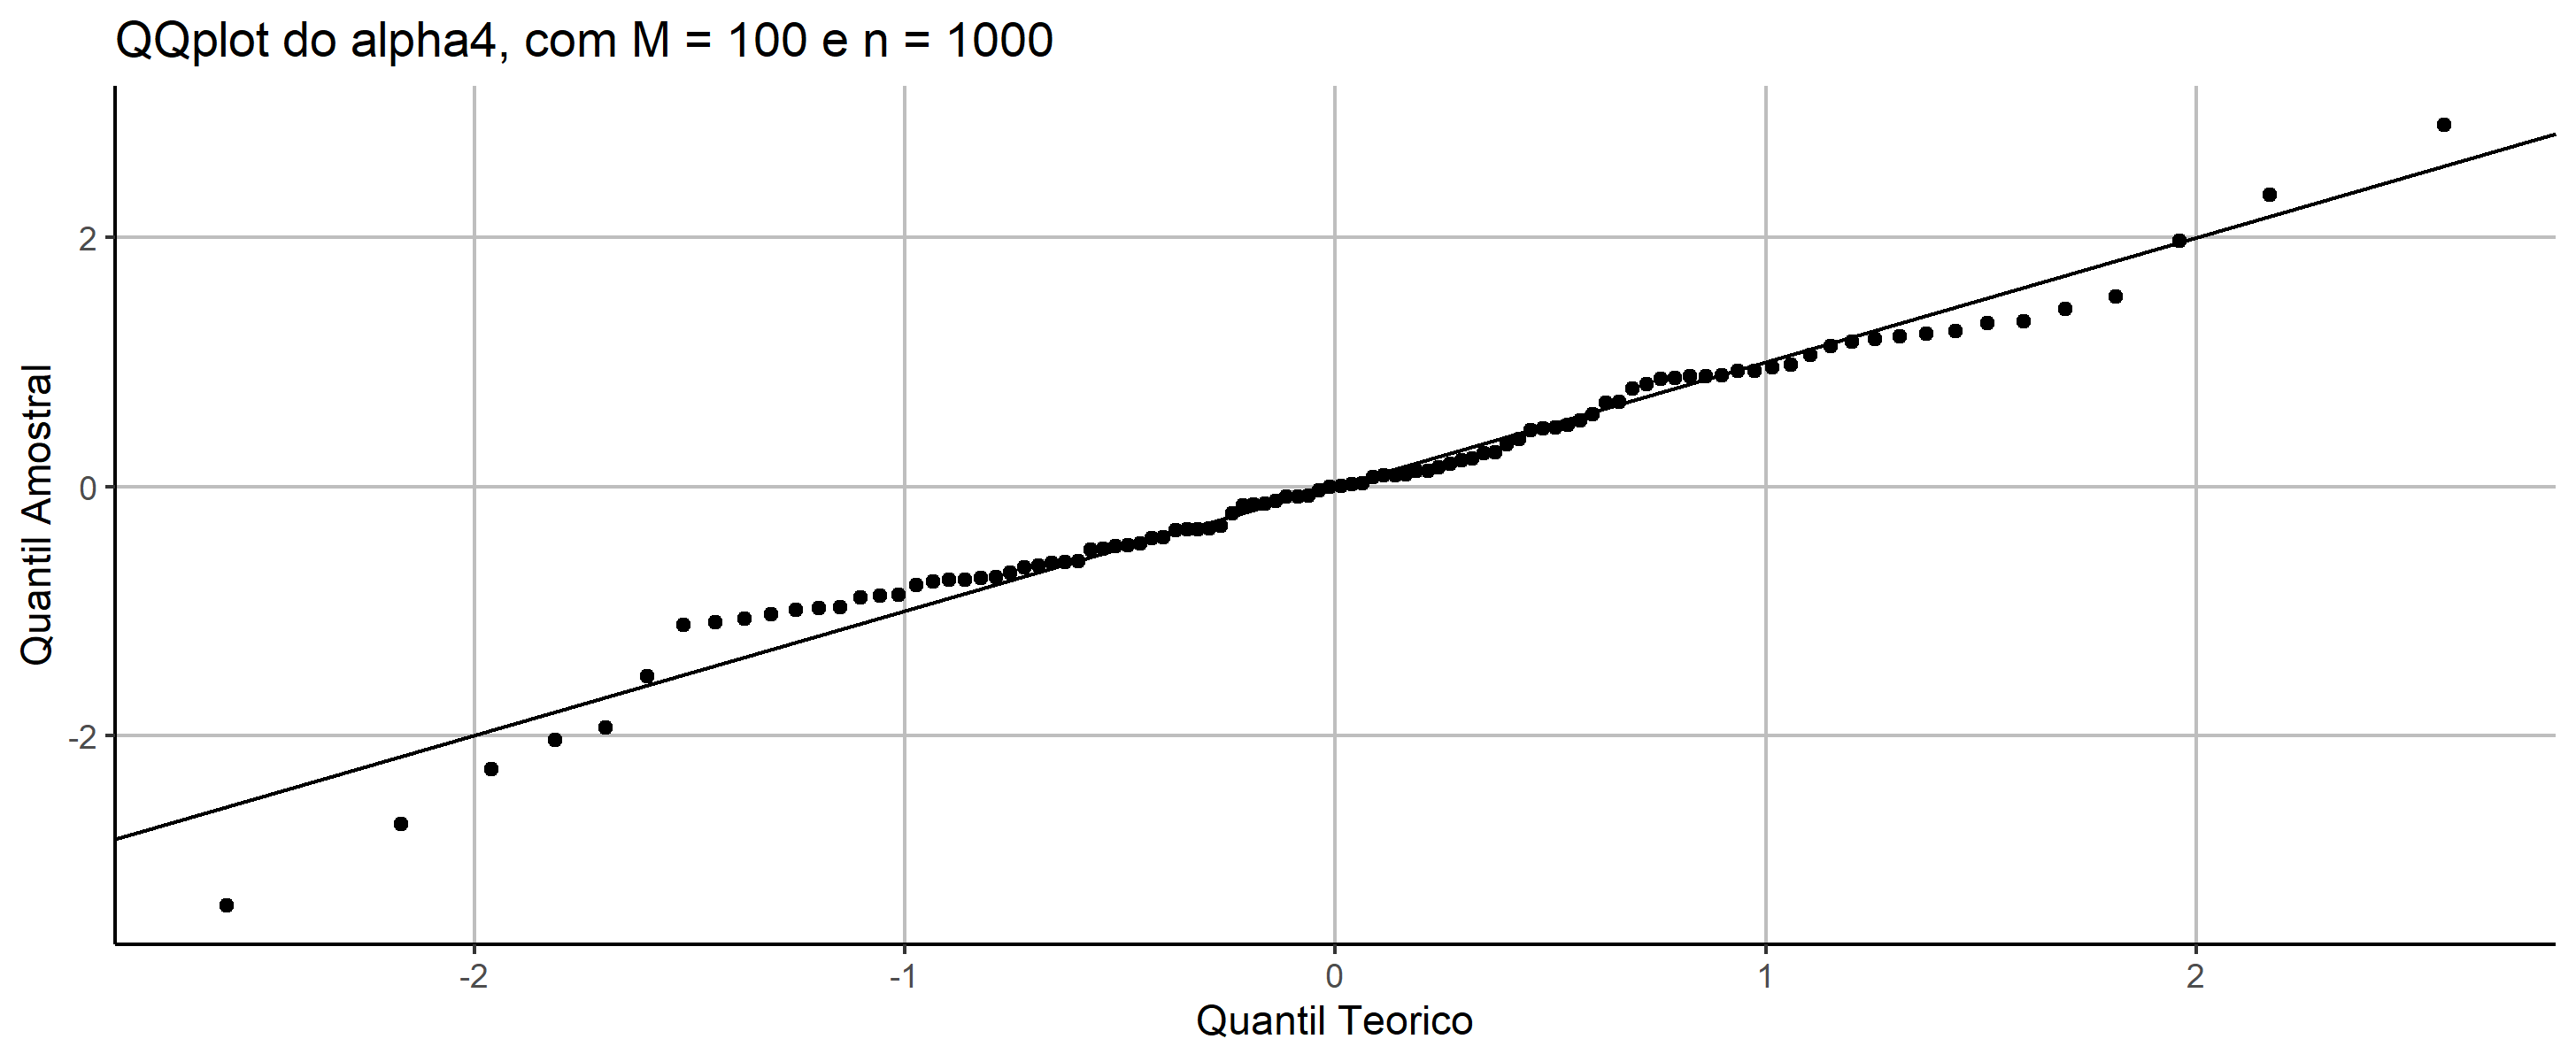 QQplot do alpha4, com M = 100 e n = 1000
Quantil Amostral
2
0
-2
-2
-1
0
1
2
Quantil Teorico